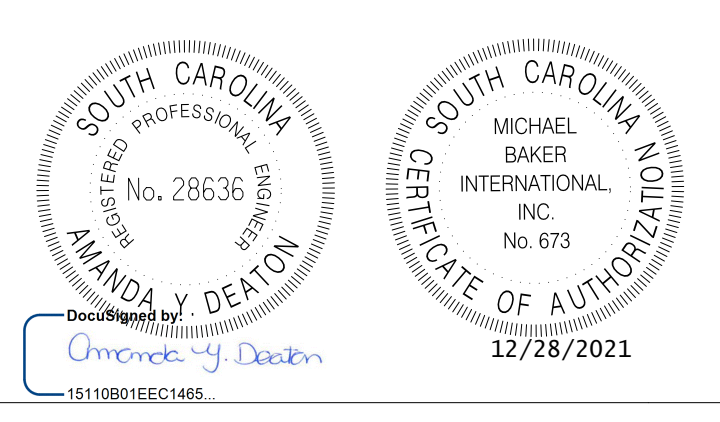 SOUTH CAROLINA
REGISTERED PROFESSIONAL ENGINEER
No. 28636
AMANDA Y DEATON
DocuSigned by:
Amanda Y. Deaton
15110B01EEC1465...
SOUTH CAROLINA
MICHAEL
BAKER
INTERNATIONAL,
INC.
No. 673
CERTIFICATE OF AUTHORIZATION
12/28/2021